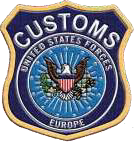 CUSTOMS
UNITED STATES FORCES
EUROPE